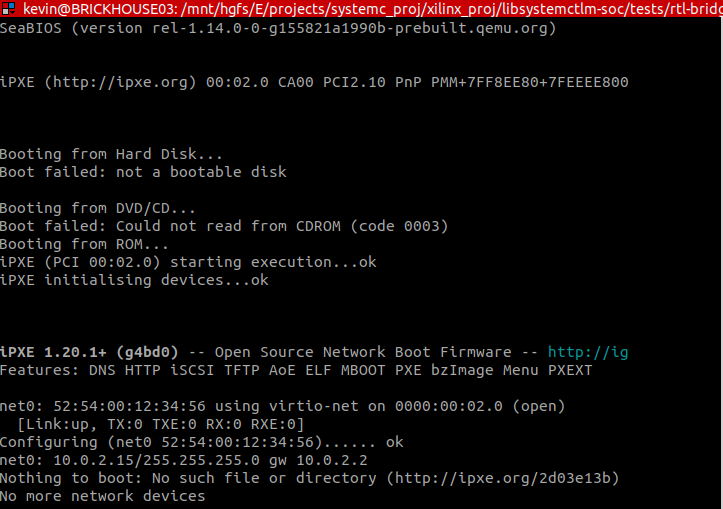 kevin@BRICKHOUSE03: /mnt/hgfs/E/projects/systemc_proj/xilinx_proj/libsystemctlm-soc/tests/rtl-bridg
SeaBIOS (version rel-1.14.0-0-g155821a1990b-prebuilt.qemu.org)
iPXE (http://ipxe.org) 00:02.0 CA00 PCI2.10 PnP PMM+7FF8EE80+7FEEEE800
Booting from Hard Disk...
Boot failed: not a bootable disk
Booting from DVD/CD...
Boot failed: Could not read from CDROM (code 0003)
Booting from ROM...
iPXE (PCI 00:02.0) starting execution...ok
iPXE initialising devices...ok
iPXE 1.20.1+ (g4bd0) -- Open Source Network Boot Firmware -- http://ig
Features: DNS HTTP iSCSI TFTP AoE ELF MBOOT PXE bzImage Menu PXEXT
net0: 52:54:00:12:34:56 using virtio-net on 0000:00:02.0 (open)
[Link:up, TX:0 TXE:0 RX:0 RXE:0]
Configuring (net0 52:54:00:12:34:56)...... ok
net0: 10.0.2.15/255.255.255.0 gw 10.0.2.2
Nothing to boot: No such file or directory (http://ipxe.org/2d03e13b)
No more network devices